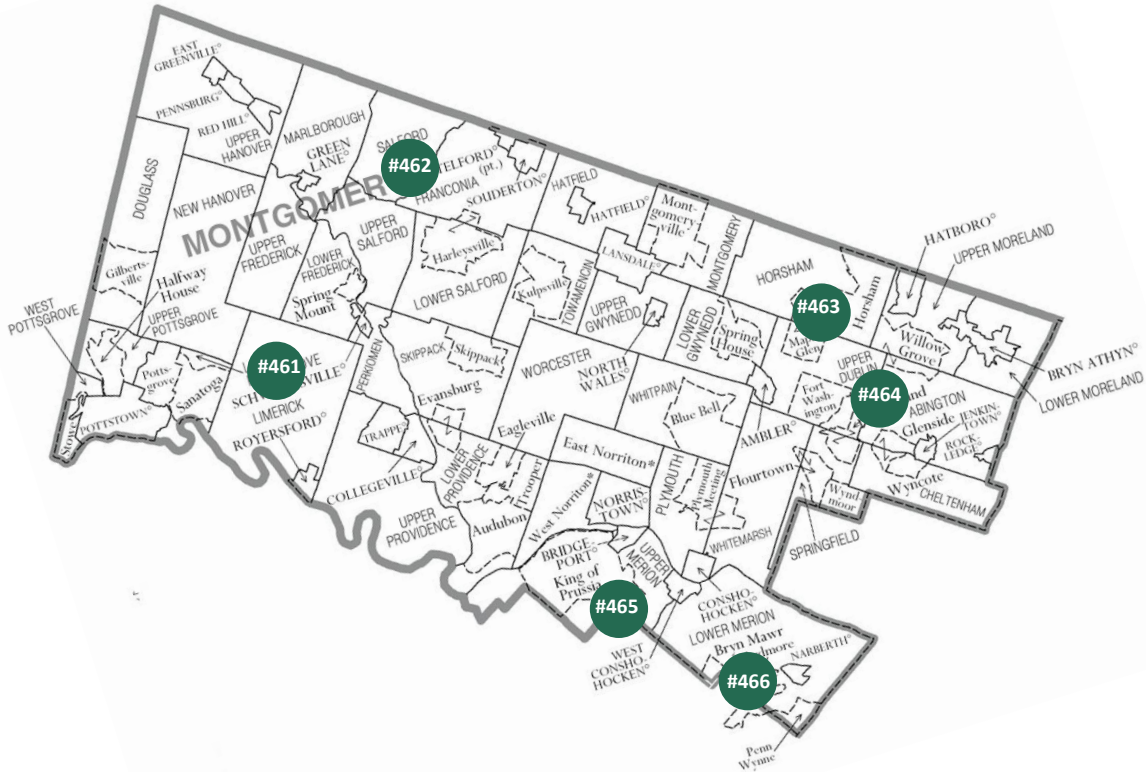 EAST
GREENVILLE°
PENNSBURG°
RED HILL°
UPPER
HANOVER
MARLBOROUGH
GREEN
LANE°
SALFORD
#462
TELFORD°
(pt.)
FRANCONIA
SOUDERTON°
HATFIELD
HATFIELD°
Mont-
gomery-
ville
MONTGOMERY
HATBORO°
UPPER MORELAND
DOUGLASS
NEW HANOVER
MONTGOMER
UPPER
FREDERICK
LOWER
FREDERICK
UPPER
SALFORD
Harleysville
LOWER SALFORD
Kulpsville
TOWAMENCIN
LANSDALE°
UPPER
GWYNEDD
LOWER
GWYNEDD
Spring
House
HORSHAM
#463
Horsham
Maple
Glen
Willow
Grove
BRYN ATHYN°
LOWER MORELAND
Gilberts-
ville
Halfway
House
WEST
POTTSGROVE
UPPER
POTTSGROVE
Spring
Mount
PERKIOMEN
SKIPPACK
Skippack
Evansburg
WORCESTER
NORTH
WALES°
WHITPAIN
Blue Bell
AMBLER°
UPPER
DUBLIN
Fort
Wash-
ington
#464
ABINGTON
Glenside
JENKIN-
TOWN°
ROCK-
LEDGE°
Wyncote
CHELTENHAM
Potts-
grove
Sanatoga
POTTSTOWN°
Stowe
#461
LIMERICK
ROYERSFORD°
TRAPPE°
COLLEGEVILLE°
UPPER
PROVIDENCE
LOWER
PROVIDENCE
Eagleville
Trooper
Audubon
East Norriton*
West Norriton*
NORRIS-
TOWN°
PLYMOUTH
Plymouth
Meeting
Flourtown
Wynd-
moor
SPRINGFIELD
WHITEMARSH
BRIDGE-
PORT°
King of
Prussia
UPPER
MERION
#465
CONSHO-
HOCKEN°
WEST
CONSHO-
HOCKEN°
LOWER MERION
Bryn Mawr
NARBERTH°
#466
Penn
Wynne